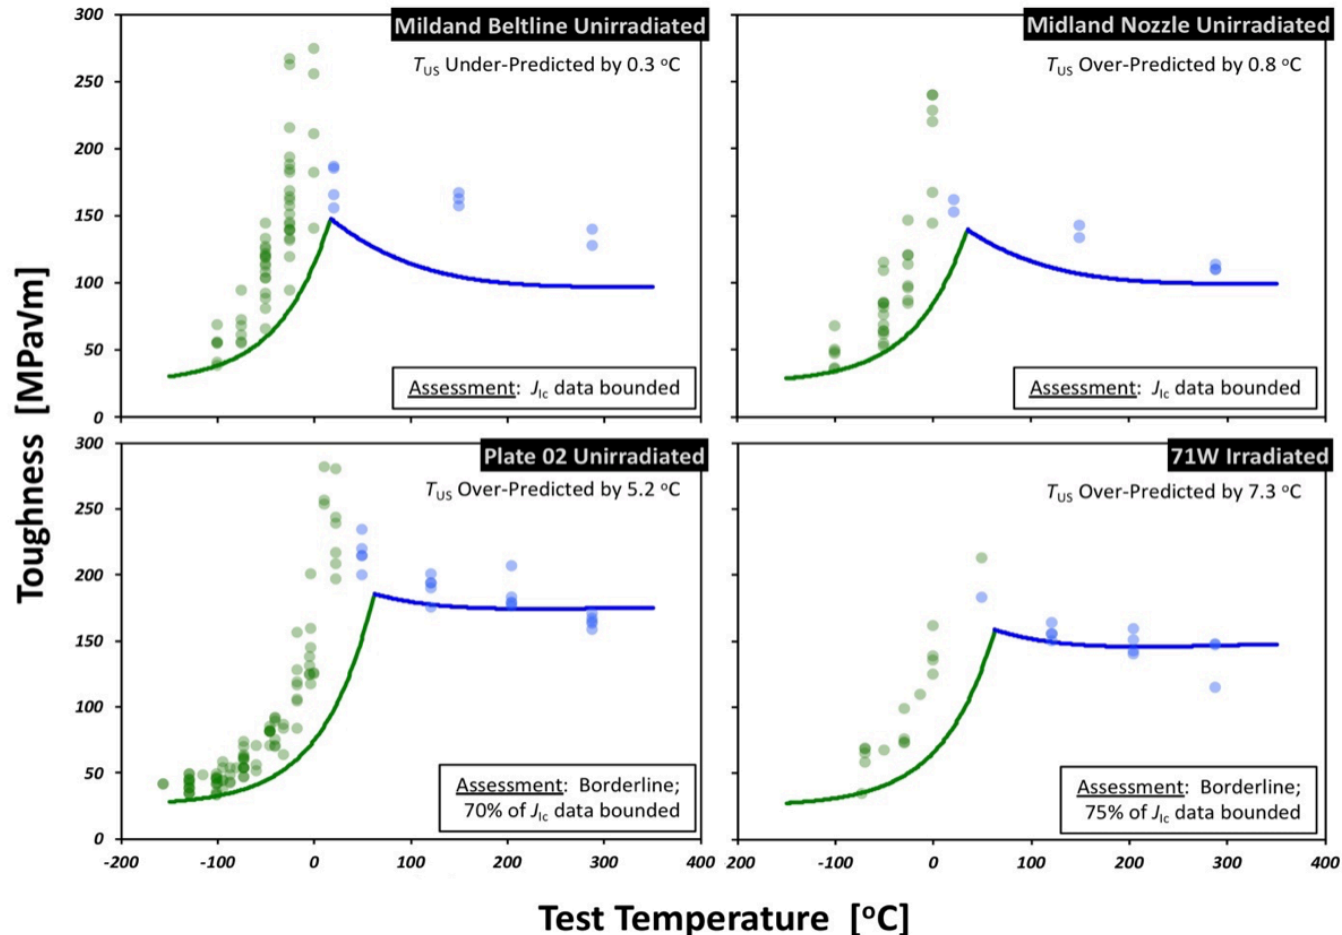 300
250
200
150
100
50
0
Mildand Beltline Unirradiated
TUS Under-Predicted by 0.3 °C
Assessment: JIc data bounded
Midland Nozzle Unirradiated
TUS Over-Predicted by 0.8 °C
Assessment: JIc data bounded
300
250
200
150
100
50
0
Plate 02 Unirradiated
TUS Over-Predicted by 5.2 °C
Assessment: Borderline;
70% of JIc data bounded
-200 -100 0 100 200 300 400
71W Irradiated
TUS Over-Predicted by 7.3 °C
Assessment: Borderline;
75% of JIc data bounded
200 -100 0 100 200 300 400
Toughness [MPaVm]
Test Temperature [°C]